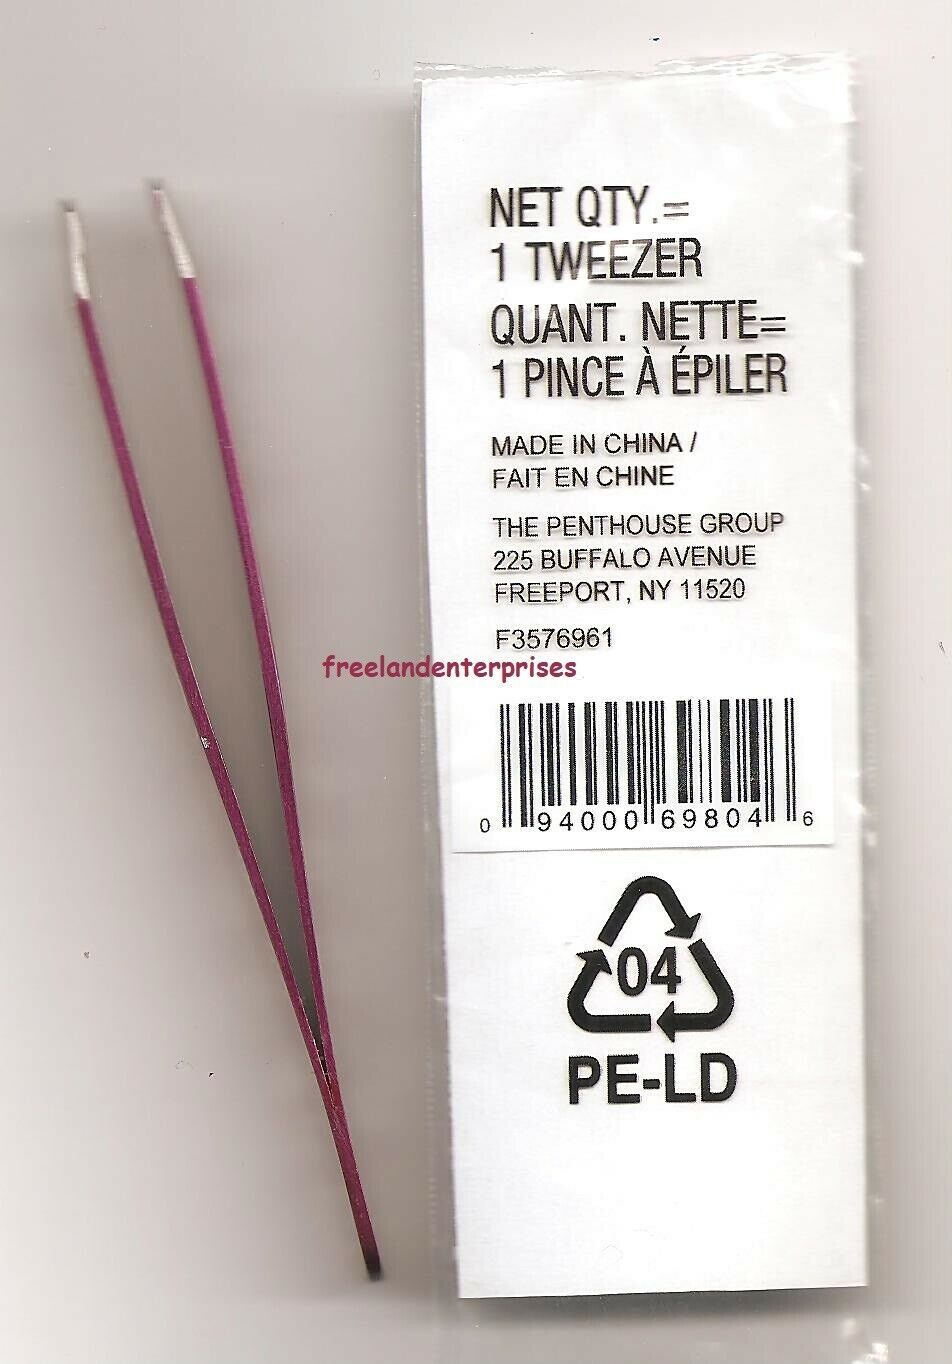 NET QTY.=
1 TWEEZER
QUANT. NETTE=
1 PINCE À ÉPILER
MADE IN CHINA /
FAIT EN CHINE
THE PENTHOUSE GROUP
225 BUFFALO AVENUE
FREEPORT, NY 11520
F3576961
freelandenterprises
0 94000 69804 6
04
PE-LD